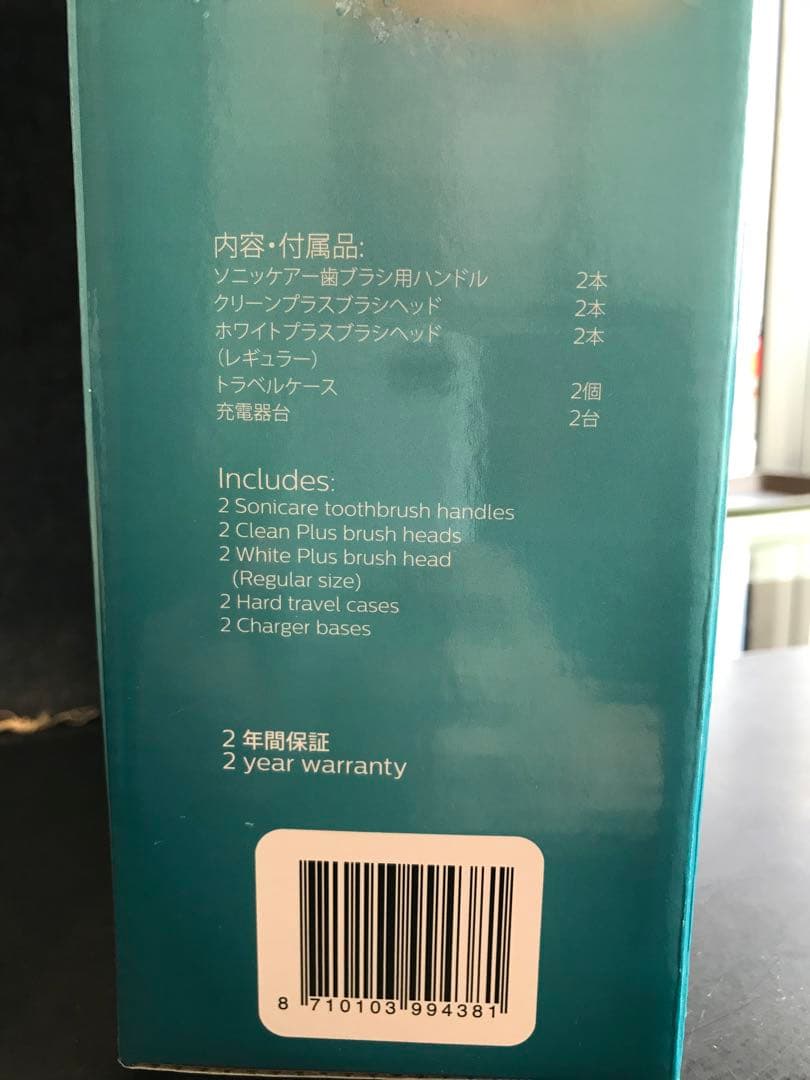 内容・付属品:
ソニッケアー歯ブラシ用ハンドル 2本
クリーンプラスブラシヘッド 2本
ホワイトプラスブラシヘッド 2本
(レギュラー)
トラベルケース 2個
充電器台 2台
Includes:
2 Sonicare toothbrush handles
2 Clean Plus brush heads
2 White Plus brush head
(Regular size)
2 Hard travel cases
2 Charger bases
2 年間保証
2 year warranty
8 710103 994381